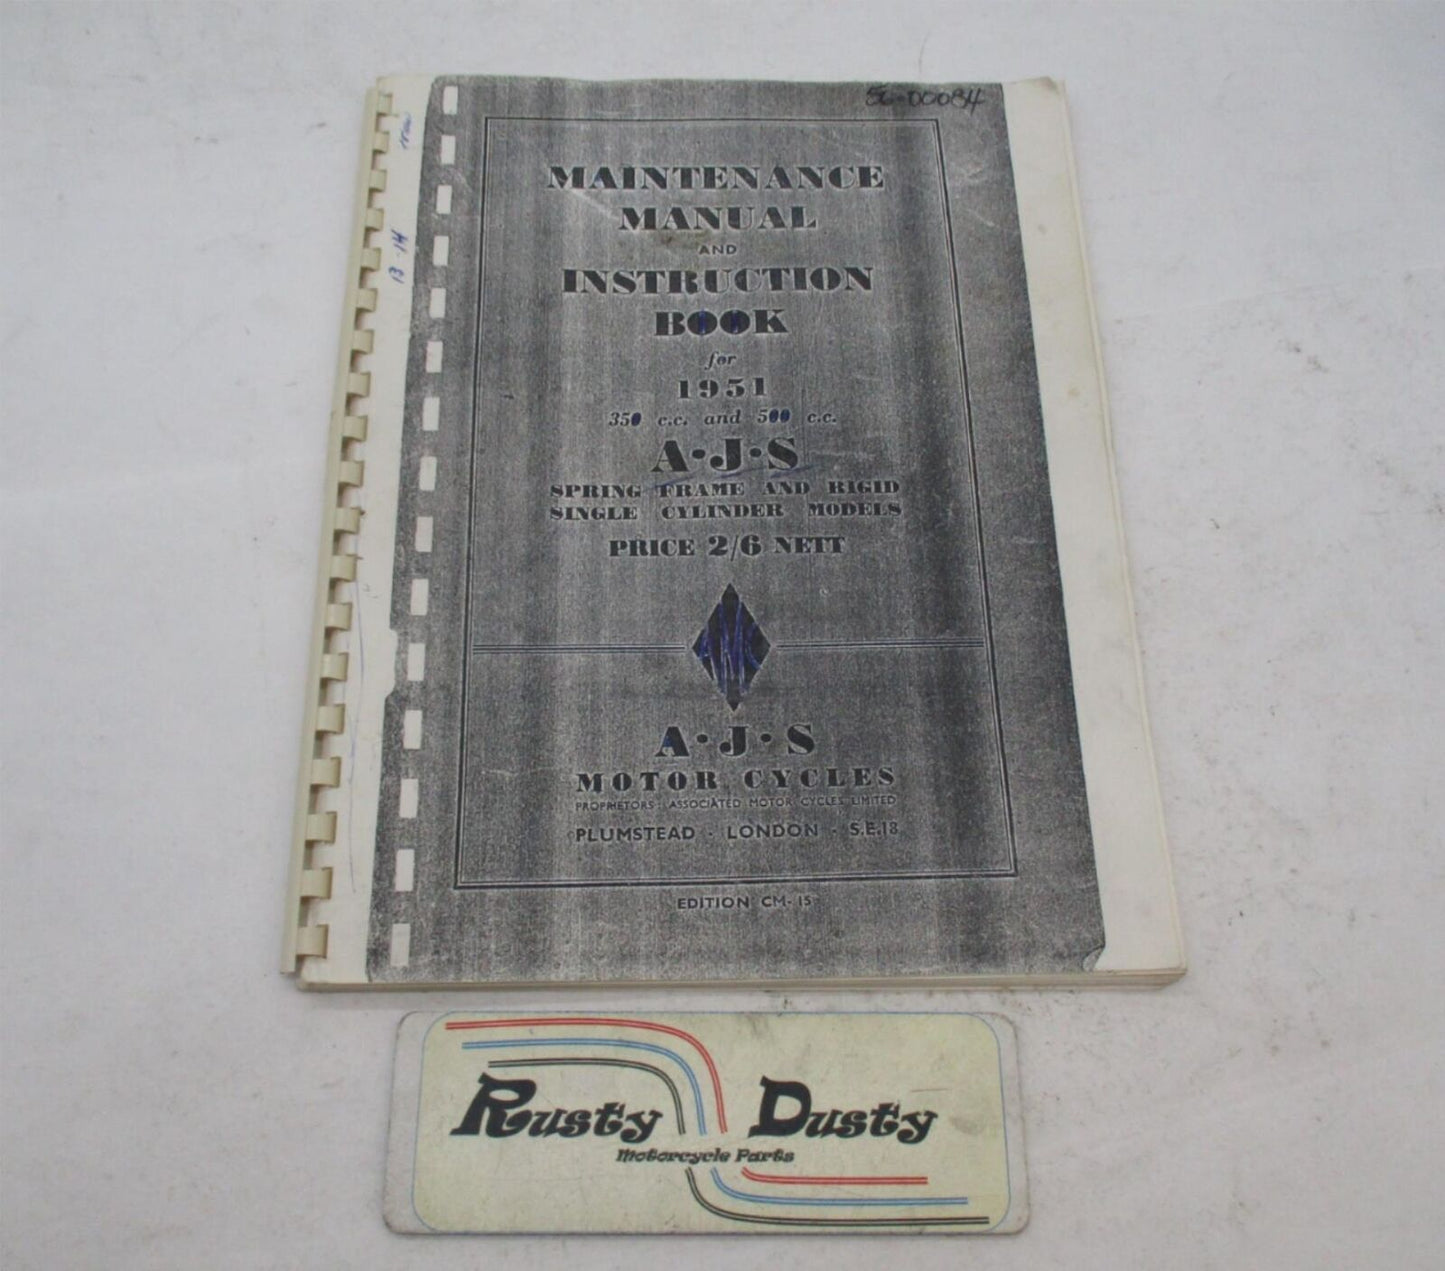 56-00084
MAINTENANCE
MANUAL
AND
INSTRUCTION
BOOK
for
1951
350 c.c. and 500 c.c.
A·J·S
SPRING FRAME AND RIGID
SINGLE CYLINDER MODELS
PRICE 2/6 NETT
AMC
A·J·S
MOTOR CYCLES
PROPRIETORS: ASSOCIATED MOTOR CYCLES LIMITED
PLUMSTEAD · LONDON · S.E.18
EDITION CM-15
13-14
Rusty Dusty
Motorcycle Parts